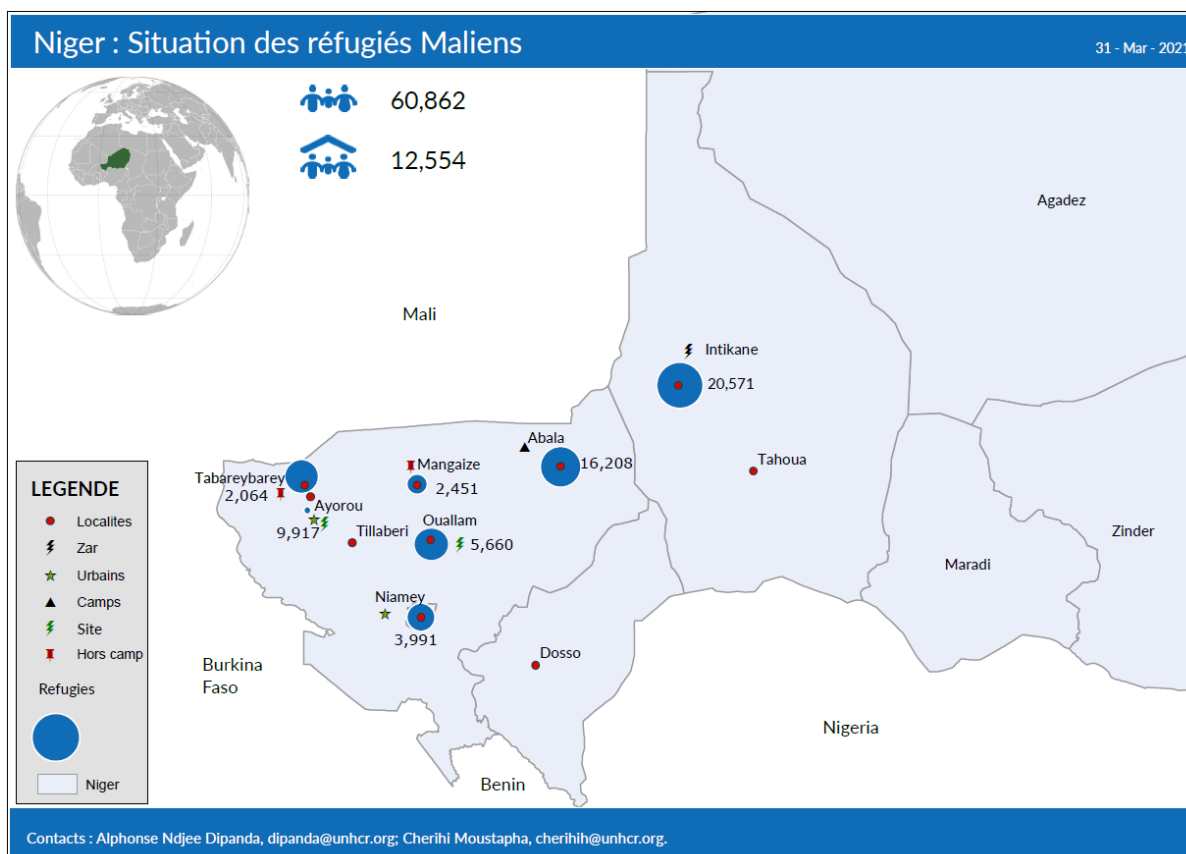 Niger : Situation des réfugiés Maliens
31 - Mar - 2021
60,862
12,554
Agadez
Mali
Intikane
20,571
Abala
16,208
Tahoua
Mangaize
2,451
Tabareybarey
2,064
Ayorou
9,917
Tillaberi
Ouallam
5,660
Zinder
Maradi
Niamey
3,991
Dosso
Burkina
Faso
Nigeria
Benin
LEGENDE
Localites
Zar
Urbains
Camps
Site
Hors camp
Refugies
Niger
Contacts : Alphonse Ndjee Dipanda, dipanda@unhcr.org; Cherihi Moustapha, cherihih@unhcr.org.